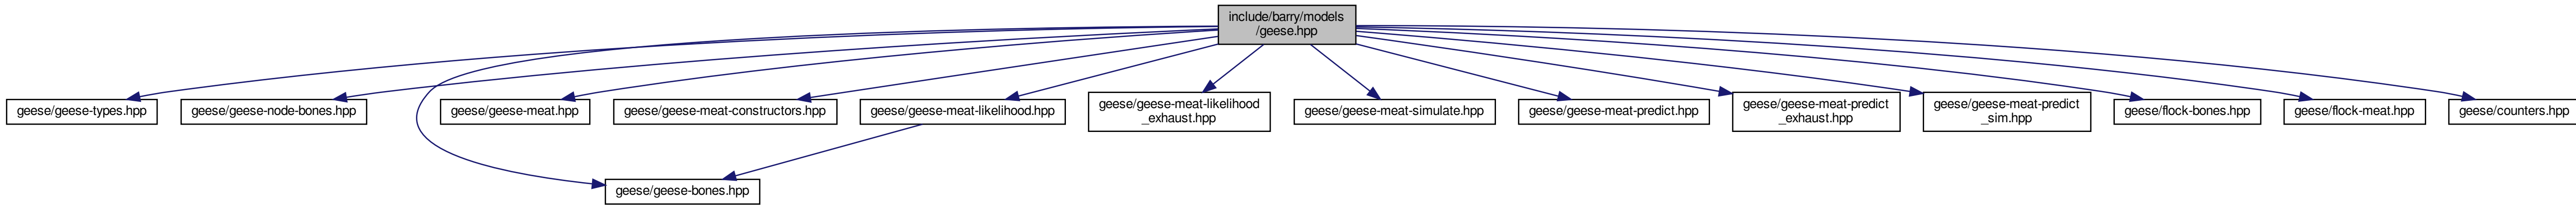 include/barry/models
/geese.hpp
geese/geese-types.hpp
geese/geese-node-bones.hpp
geese/geese-meat.hpp
geese/geese-meat-constructors.hpp
geese/geese-meat-likelihood.hpp
geese/geese-meat-likelihood
_exhaust.hpp
geese/geese-meat-simulate.hpp
geese/geese-meat-predict.hpp
geese/geese-meat-predict
_exhaust.hpp
geese/geese-meat-predict
_sim.hpp
geese/flock-bones.hpp
geese/flock-meat.hpp
geese/counters.hpp
geese/geese-bones.hpp